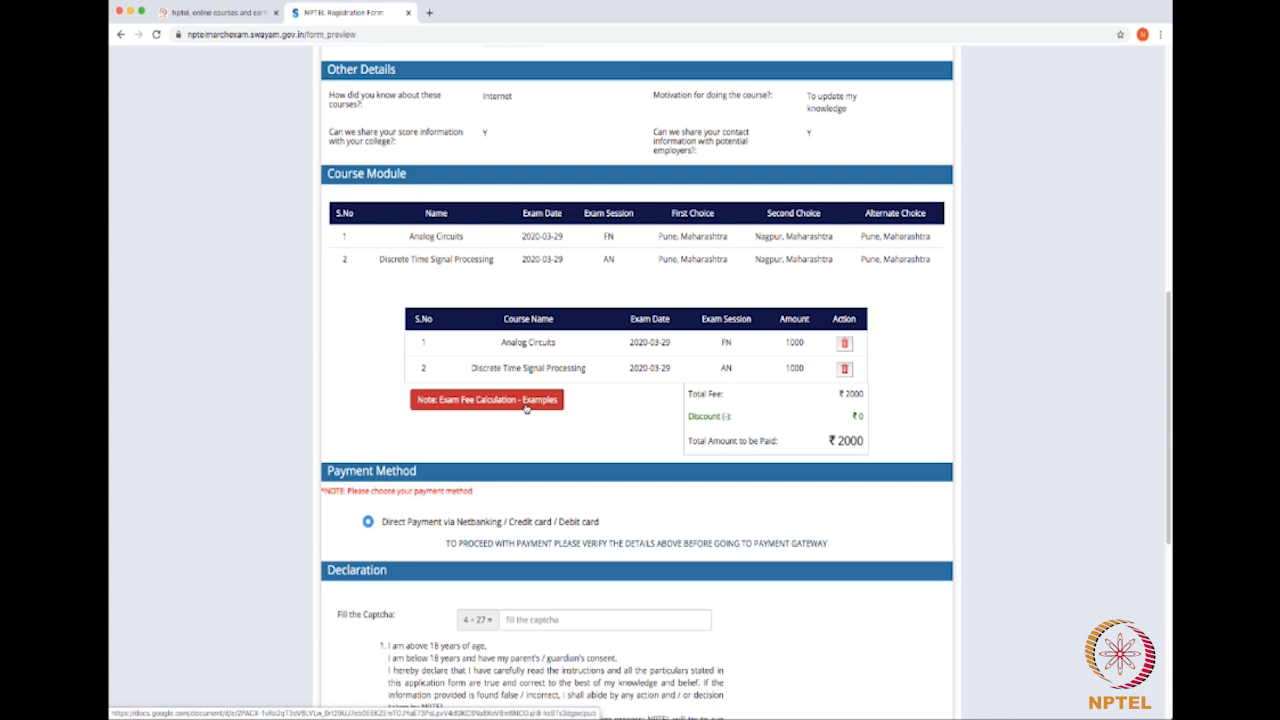 Nptel, online courses and cert
NPTEL Registration Form
nptelmarchexam.swayam.gov.in/form_preview
Other Details
How did you know about these courses?: Internet Motivation for doing the course?: To update my knowledge
Can we share your score information with your college?: Y Can we share your contact information with potential employers?: Y
Course Module
S.No Name Exam Date Exam Session First Choice Second Choice Alternate Choice
1 Analog Circuits 2020-03-29 FN Pune, Maharashtra Nagpur, Maharashtra Pune, Maharashtra
2 Discrete Time Signal Processing 2020-03-29 AN Pune, Maharashtra Nagpur, Maharashtra Pune, Maharashtra
S.No Course Name Exam Date Exam Session Amount Action
1 Analog Circuits 2020-03-29 FN 1000
2 Discrete Time Signal Processing 2020-03-29 AN 1000
Note: Exam Fee Calculation - Examples
Total Fee: ₹ 2000
Discount (-): ₹ 0
Total Amount to be Paid: ₹ 2000
Payment Method
*NOTE: Please choose your payment method
Direct Payment via Netbanking / Credit card / Debit card
TO PROCEED WITH PAYMENT PLEASE VERIFY THE DETAILS ABOVE BEFORE GOING TO PAYMENT GATEWAY
Declaration
Fill the Captcha: 4 + 27 = fill the captcha
1. I am above 18 years of age,
I am below 18 years and have my parent's / guardian's consent.
I hereby declare that I have carefully read the instructions and all the particulars stated in
this application form are true and correct to the best of my knowledge and belief. If the
information provided is found false / incorrect, I shall abide by any action and / or decision
NPTEL